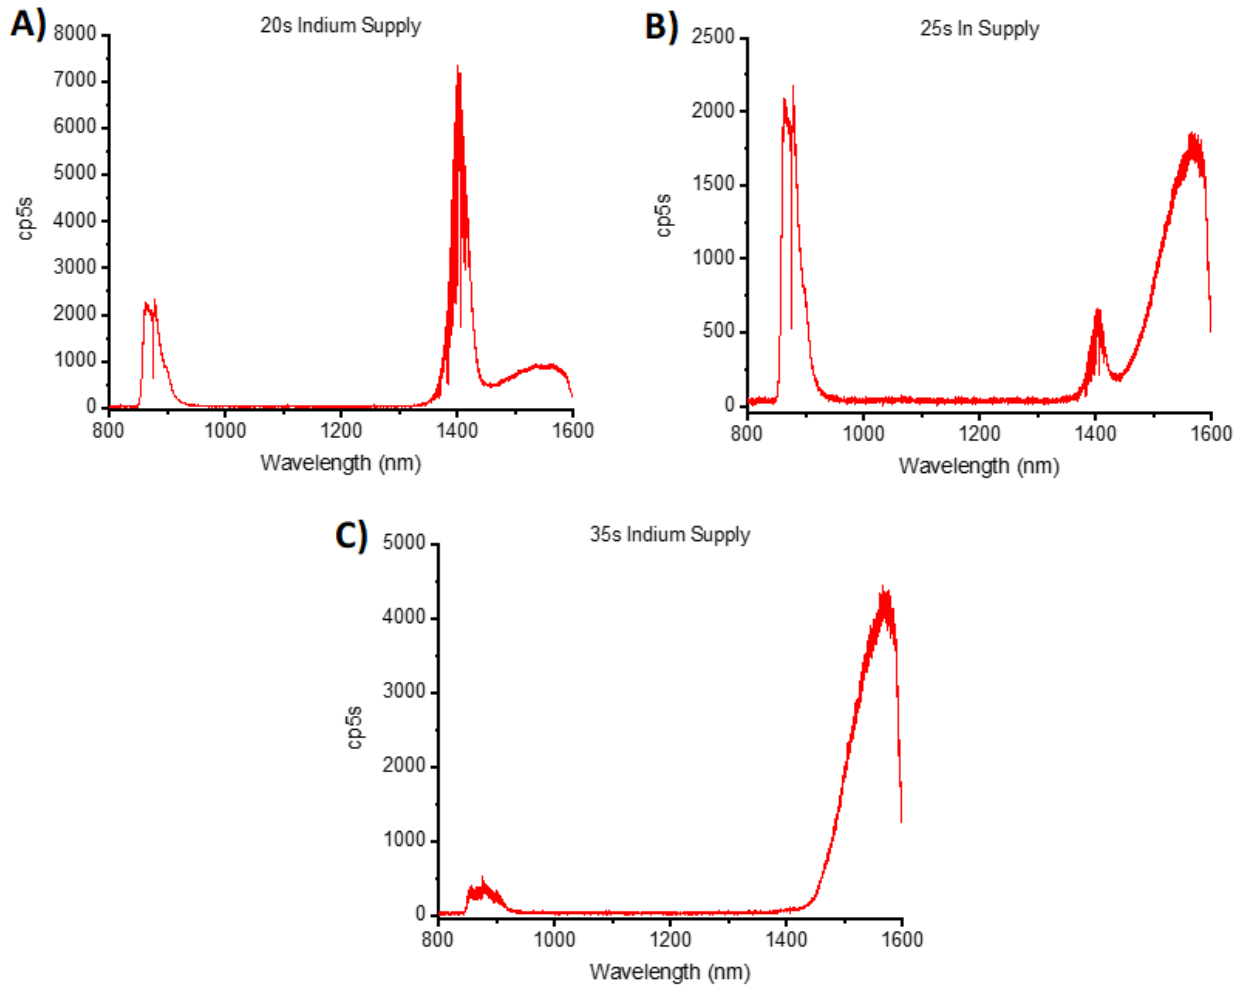 A)
20s Indium Supply
8000
7000
6000
5000
4000
3000
2000
1000
0
cp5s
800 1000 1200 1400 1600
Wavelength (nm)
B)
25s In Supply
2500
2000
1500
1000
500
0
cp5s
800 1000 1200 1400 1600
Wavelength (nm)
C)
35s Indium Supply
5000
4000
3000
2000
1000
0
cp5s
800 1000 1200 1400 1600
Wavelength (nm)